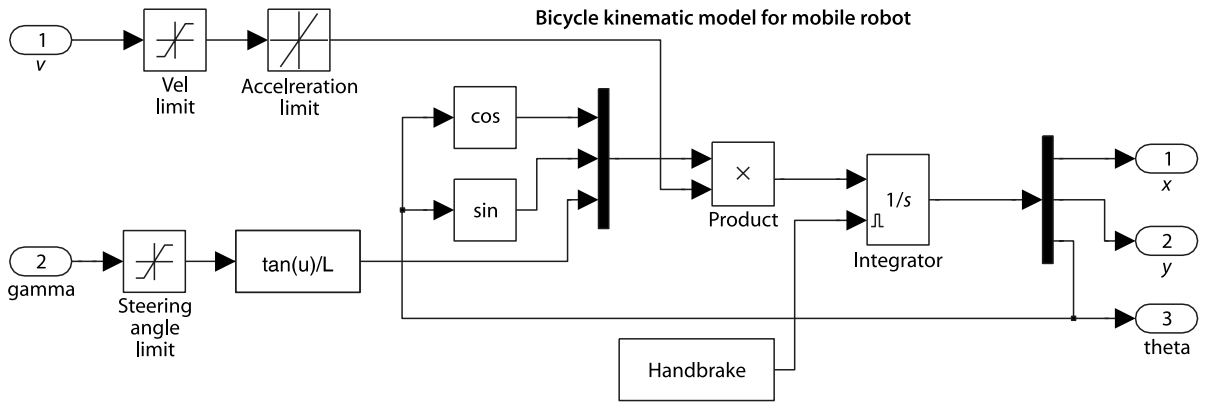 Bicycle kinematic model for mobile robot
1
v
Vel
limit
Accelreration
limit
cos
sin
×
Product
1/s
Integrator
1
x
2
y
3
theta
2
gamma
Steering
angle
limit
tan(u)/L
Handbrake